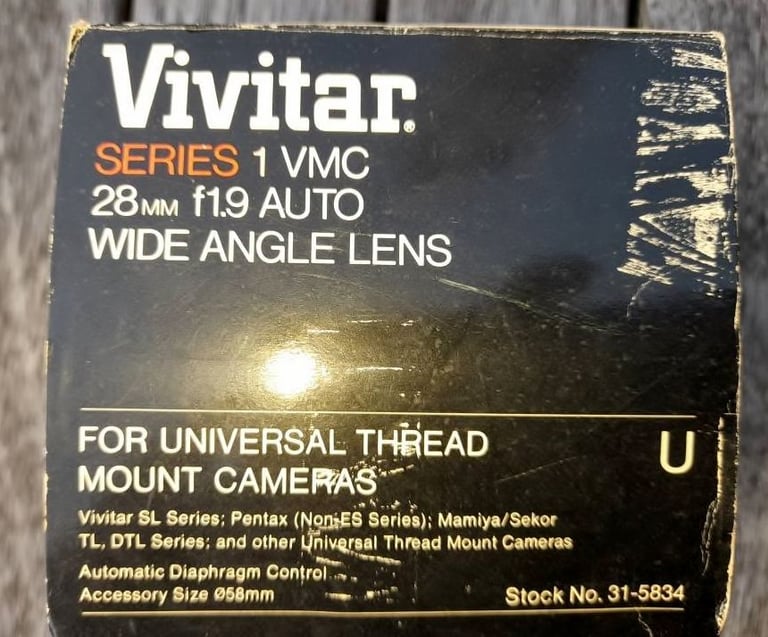 Vivitar®
SERIES 1 VMC
28MM f1.9 AUTO
WIDE ANGLE LENS
FOR UNIVERSAL THREAD
MOUNT CAMERAS
U
Vivitar SL Series; Pentax (Non-ES Series); Mamiya/Sekor
TL, DTL Series; and other Universal Thread Mount Cameras
Automatic Diaphragm Control
Accessory Size Ø58mm
Stock No. 31-5834